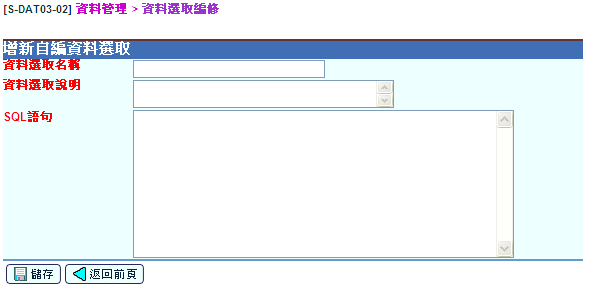 [S-DAT03-02] 資料管理 > 資料選取編修
增新自編資料選取
資料選取名稱
資料選取說明
SQL語句
儲存 返回前頁